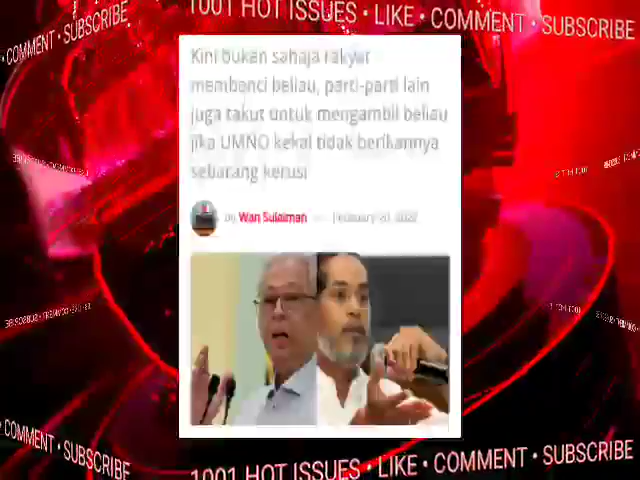 1001 HOT ISSUES • LIKE • COMMENT • SUBSCRIBE
• COMMENT • SUBSCRIBE
Kini bukan sahaja rakyat
membenci beliau, parti-parti lain
juga takut untuk mengambil beliau
jika UMNO kekal tidak berikannya
sebarang kerusi
by Wan Sulaiman
• COMMENT • SUBSCRIBE
1001 HOT ISSUES • LIKE • COMMENT • SUBSCRIBE